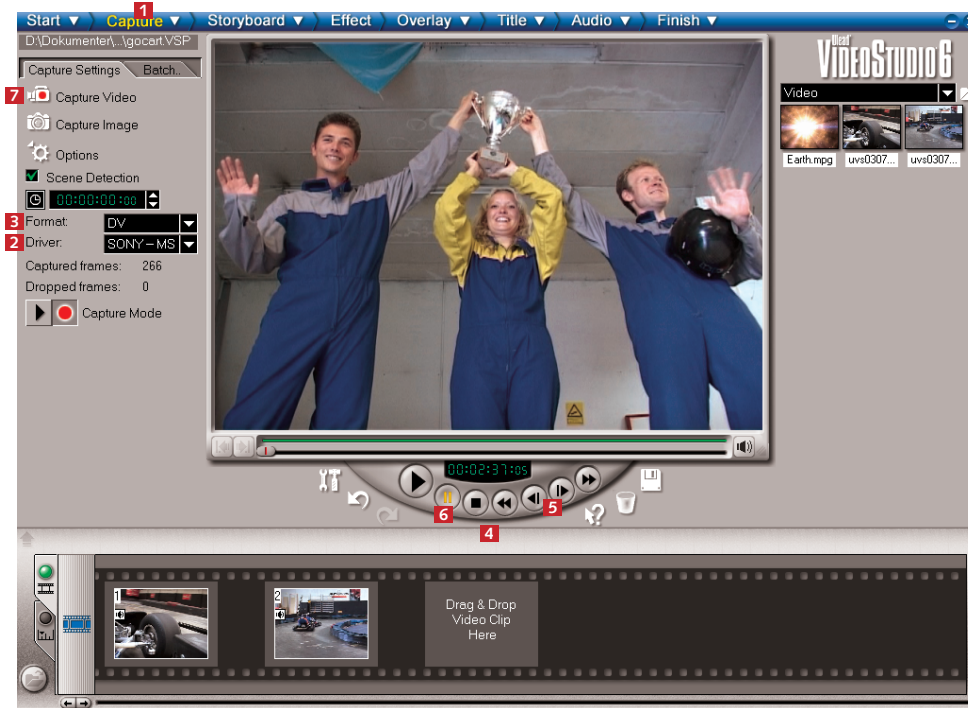 1
Start ▼ Capture ▼ Storyboard ▼ Effect Overlay ▼ Title ▼ Audio ▼ Finish ▼
D:\Dokumenter\...\gocart.VSP
Capture Settings Batch..
7 Capture Video
Capture Image
Options
Scene Detection
00:00:00:00
3 Format: DV
2 Driver: SONY-MS
Captured frames: 266
Dropped frames: 0
Capture Mode
Ulead
VIDEOSTUDIO 6
Video
Earth.mpg uvs0307... uvs0307...
00:02:37:05
6
5
4
1
2
Drag & Drop
Video Clip
Here